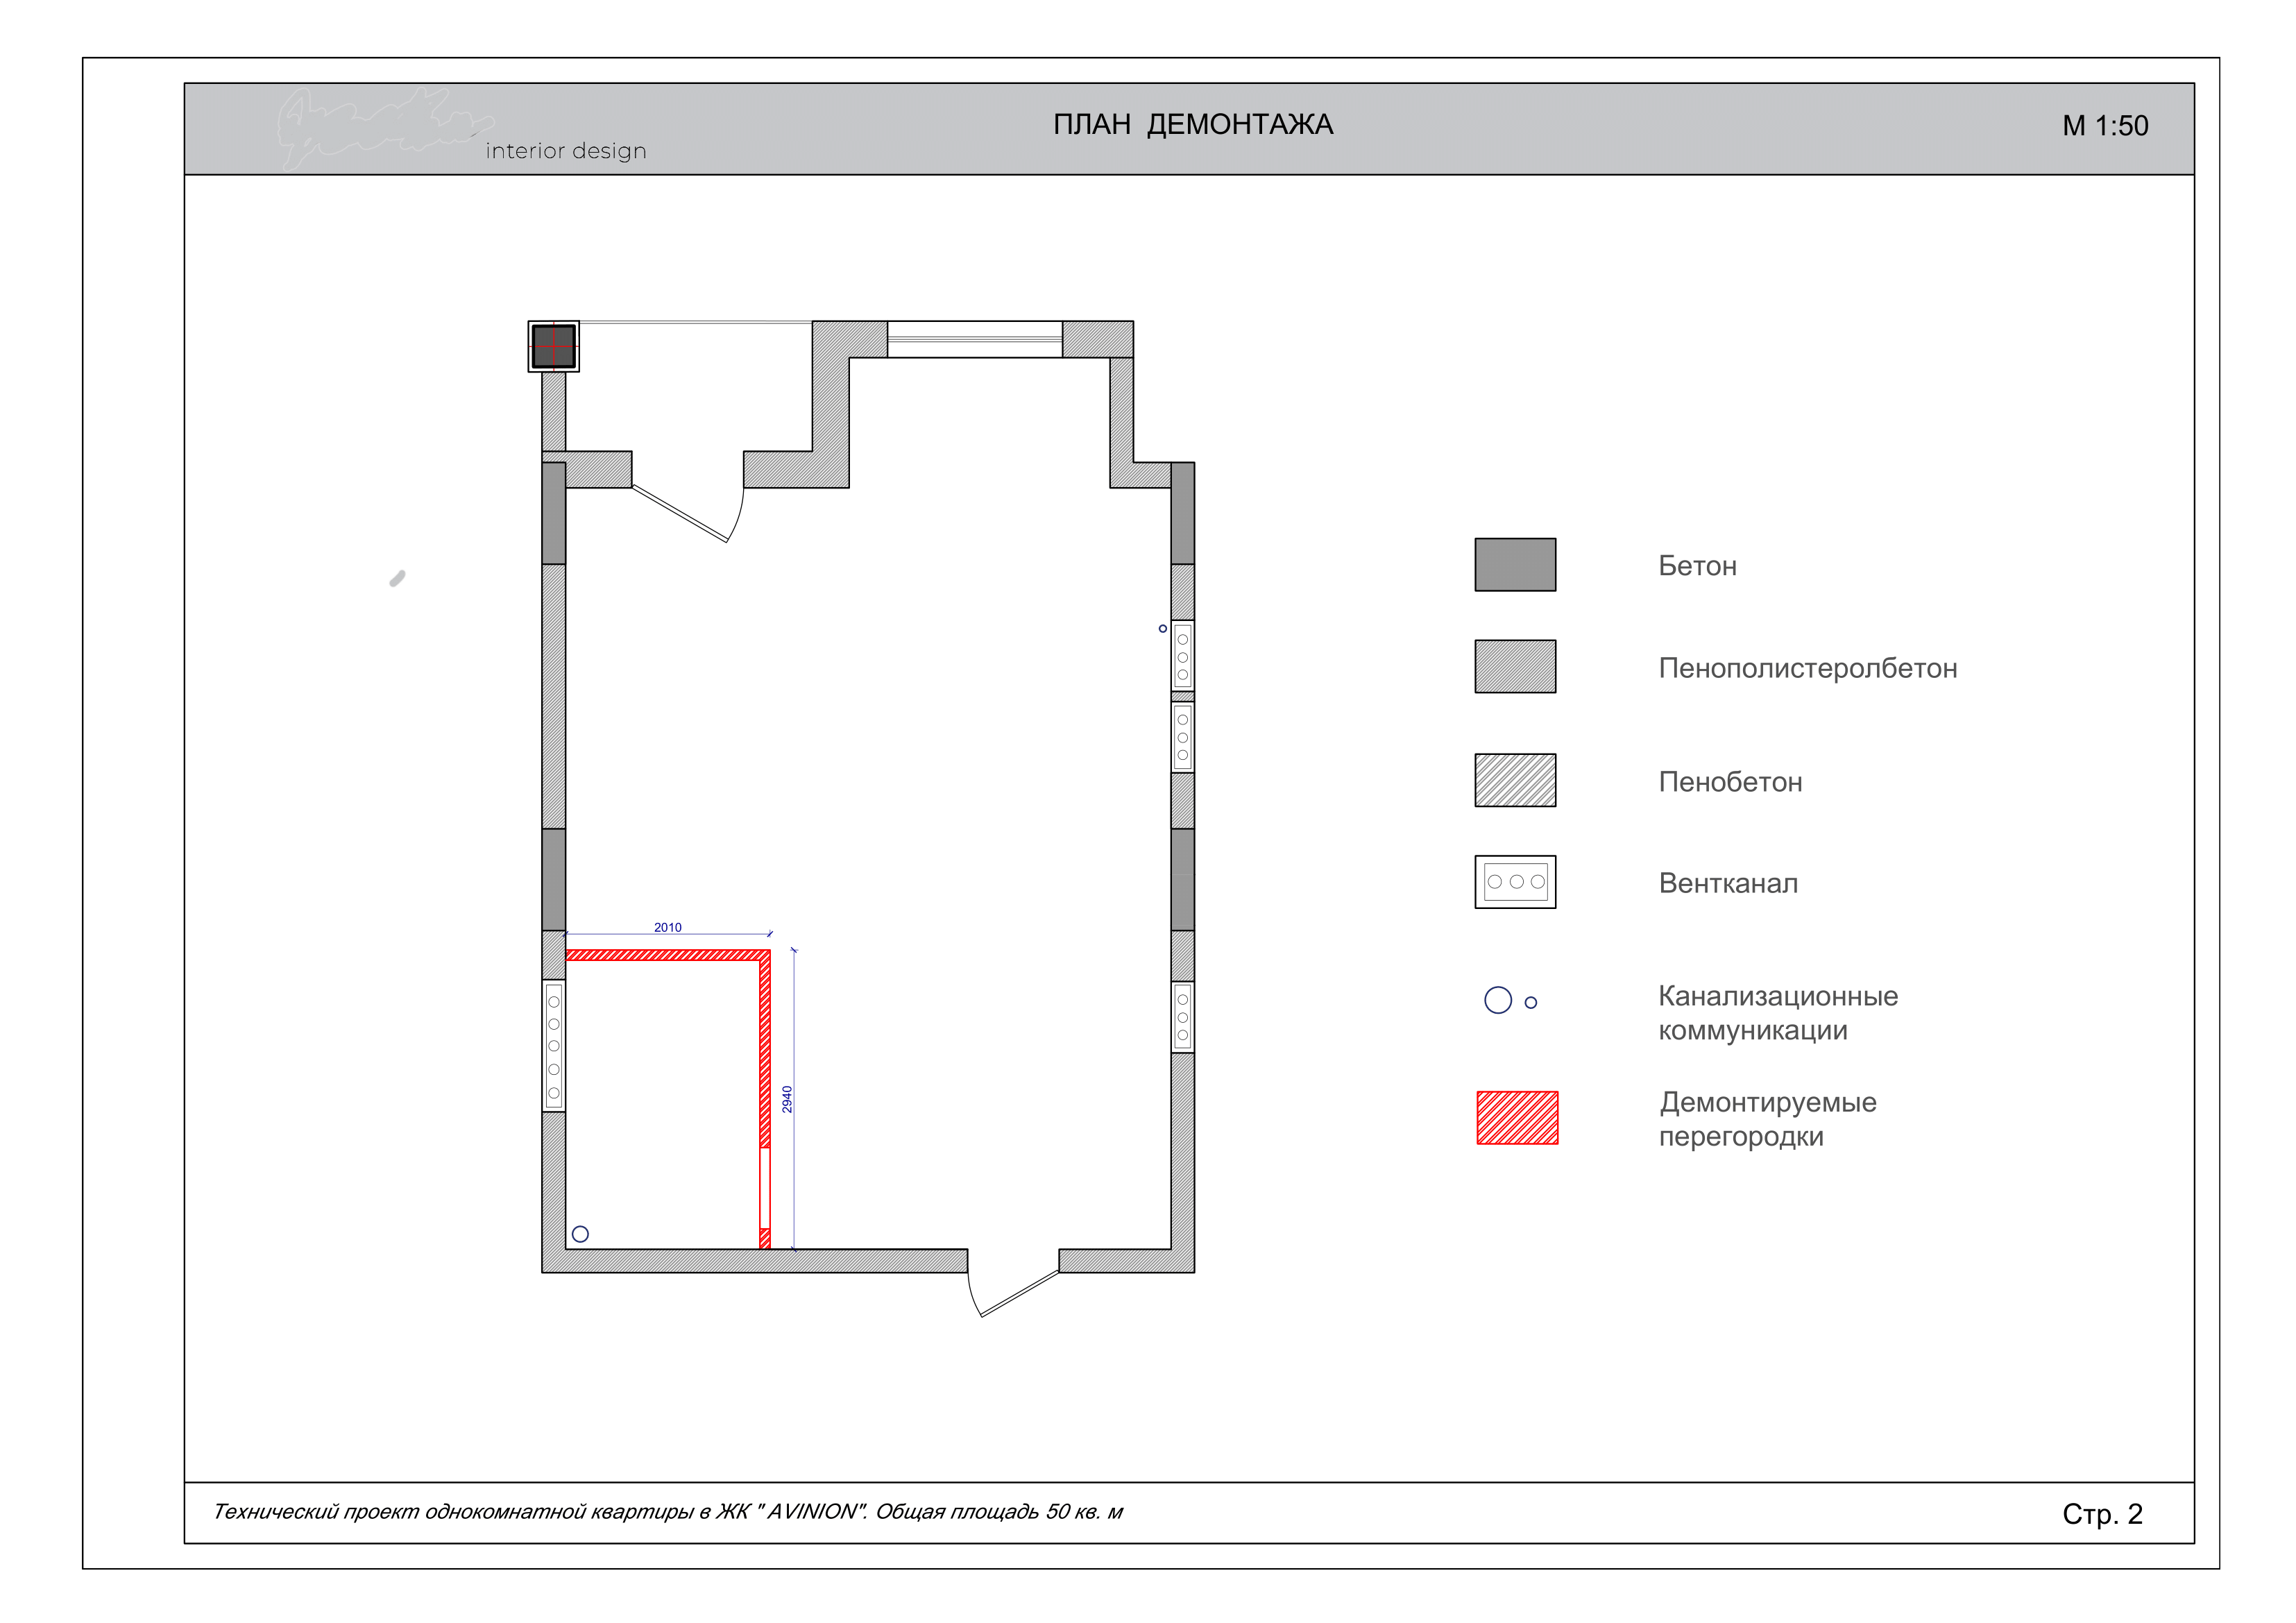 interior design
ПЛАН ДЕМОНТАЖА
М 1:50
Бетон
Пенополистеролбетон
Пенобетон
Вентканал
Канализационные
коммуникации
Демонтируемые
перегородки
2010
2940
Технический проект однокомнатной квартиры в ЖК " AVINION". Общая площадь 50 кв. м
Стр. 2